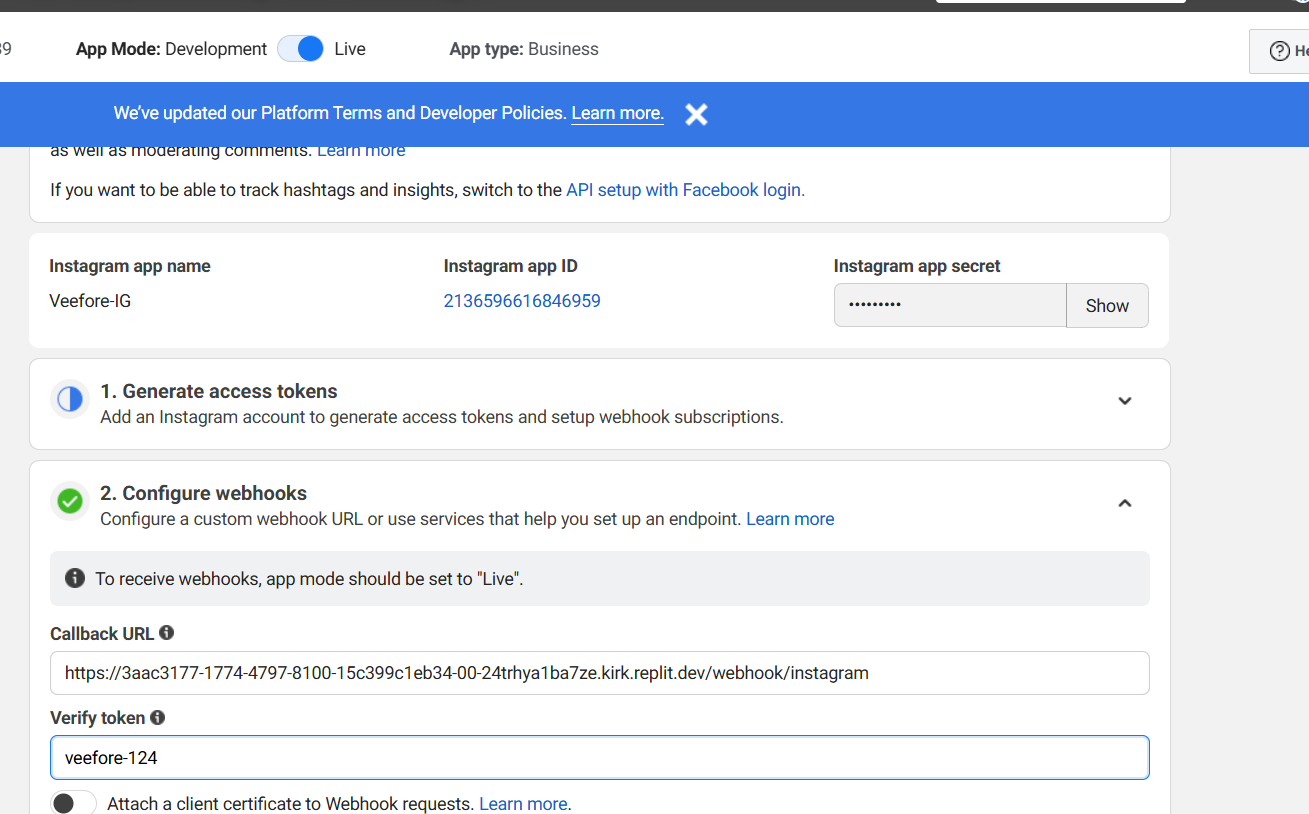 App Mode: Development Live App type: Business
We've updated our Platform Terms and Developer Policies. Learn more.
as well as moderating comments. Learn more
If you want to be able to track hashtags and insights, switch to the API setup with Facebook login.
Instagram app name Instagram app ID Instagram app secret
Veefore-IG 2136596616846959 ••••••••• Show
1. Generate access tokens
Add an Instagram account to generate access tokens and setup webhook subscriptions.
2. Configure webhooks
Configure a custom webhook URL or use services that help you set up an endpoint. Learn more
To receive webhooks, app mode should be set to "Live".
Callback URL
https://3aac3177-1774-4797-8100-15c399c1eb34-00-24trhya1ba7ze.kirk.replit.dev/webhook/instagram
Verify token
veefore-124
Attach a client certificate to Webhook requests. Learn more.